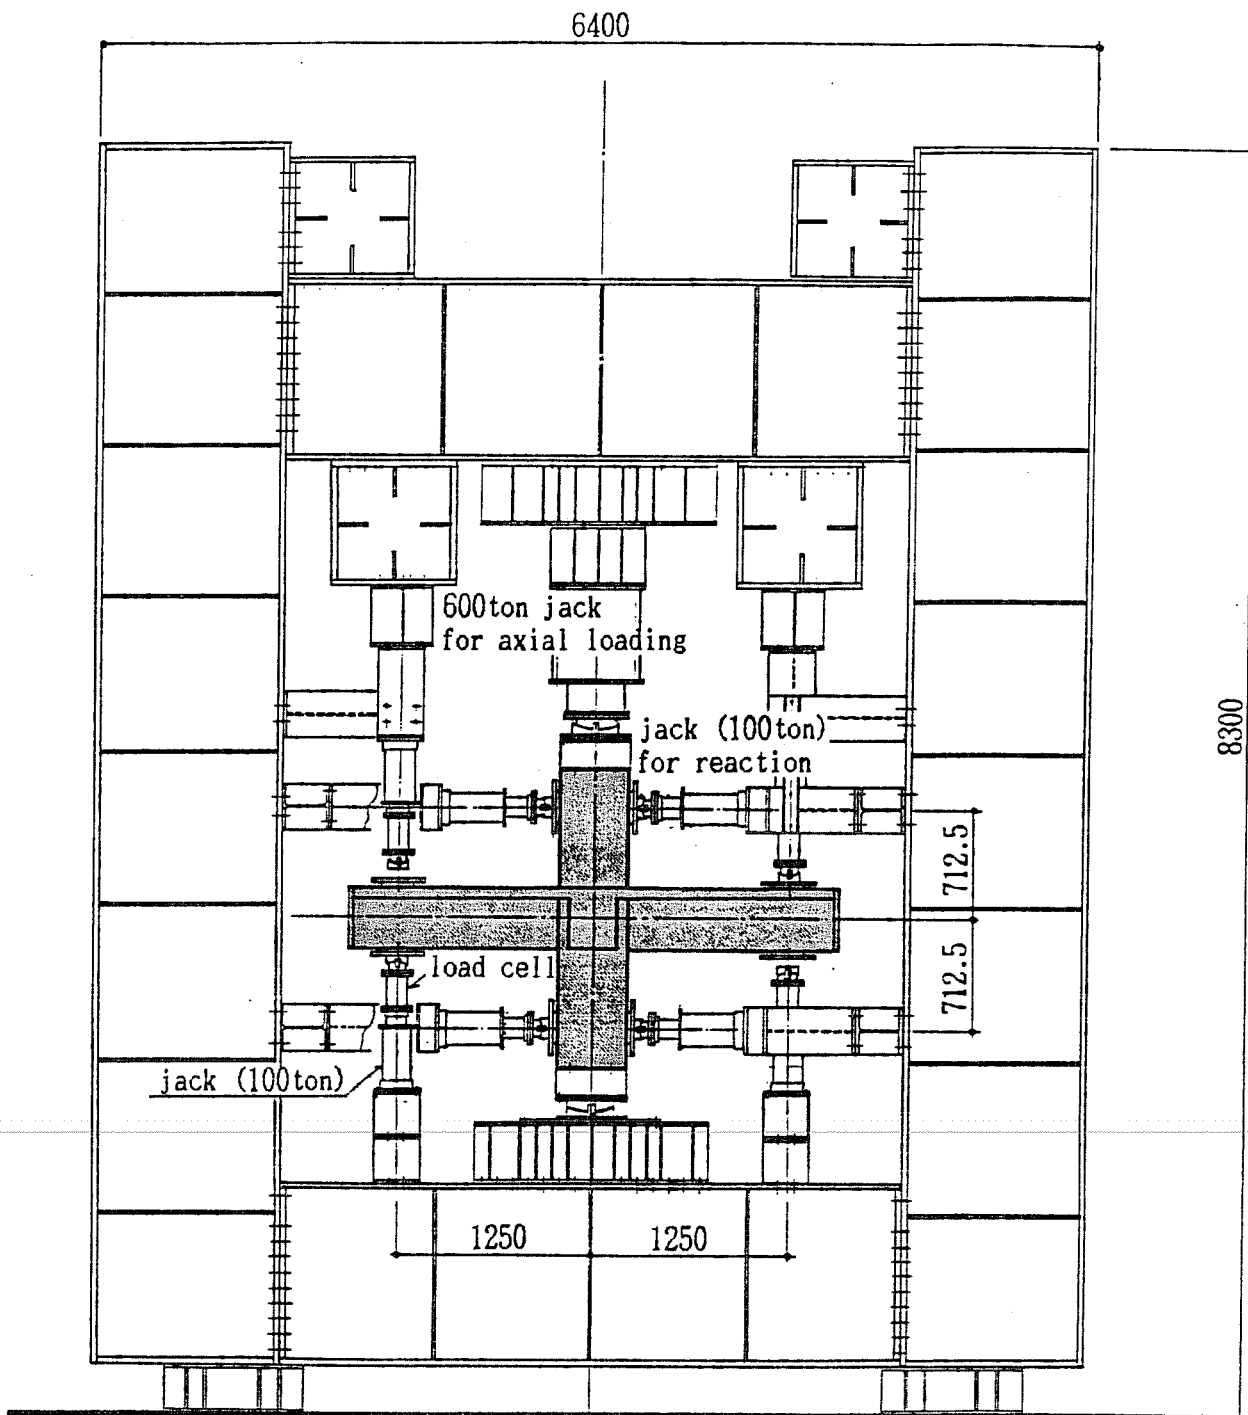 6400
600ton jack
for axial loading
jack (100ton)
for reaction
8300
712.5
712.5
load cell
jack (100ton)
1250
1250